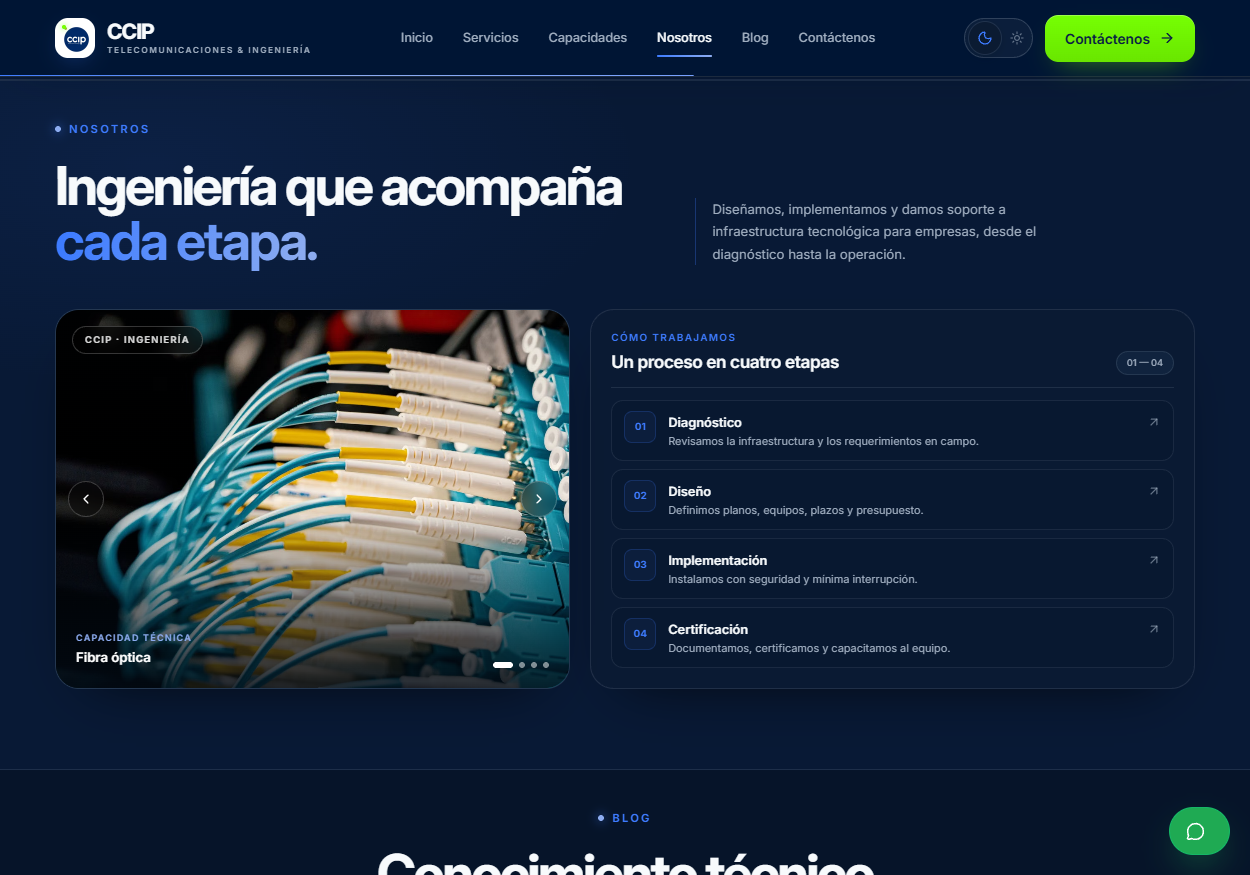 ccip
CCIP
TELECOMUNICACIONES & INGENIERÍA
Inicio
Servicios
Capacidades
Nosotros
Blog
Contáctenos
Contáctenos
NOSOTROS
Ingeniería que acompaña
cada etapa.
Diseñamos, implementamos y damos soporte a
infraestructura tecnológica para empresas, desde el
diagnóstico hasta la operación.
CCIP · INGENIERÍA
CAPACIDAD TÉCNICA
Fibra óptica
CÓMO TRABAJAMOS
Un proceso en cuatro etapas
01 — 04
01
Diagnóstico
Revisamos la infraestructura y los requerimientos en campo.
02
Diseño
Definimos planos, equipos, plazos y presupuesto.
03
Implementación
Instalamos con seguridad y mínima interrupción.
04
Certificación
Documentamos, certificamos y capacitamos al equipo.
BLOG
Conocimiento técnico